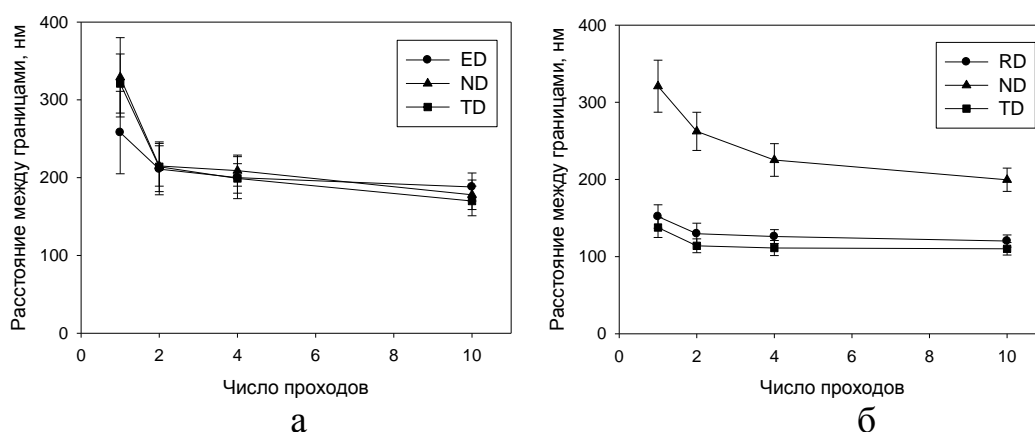 Расстояние между границами, нм
400
300
200
100
0
ED
ND
TD
0 2 4 6 8 10
Число проходов
а
Расстояние между границами, нм
400
300
200
100
0
RD
ND
TD
0 2 4 6 8 10
Число проходов
б